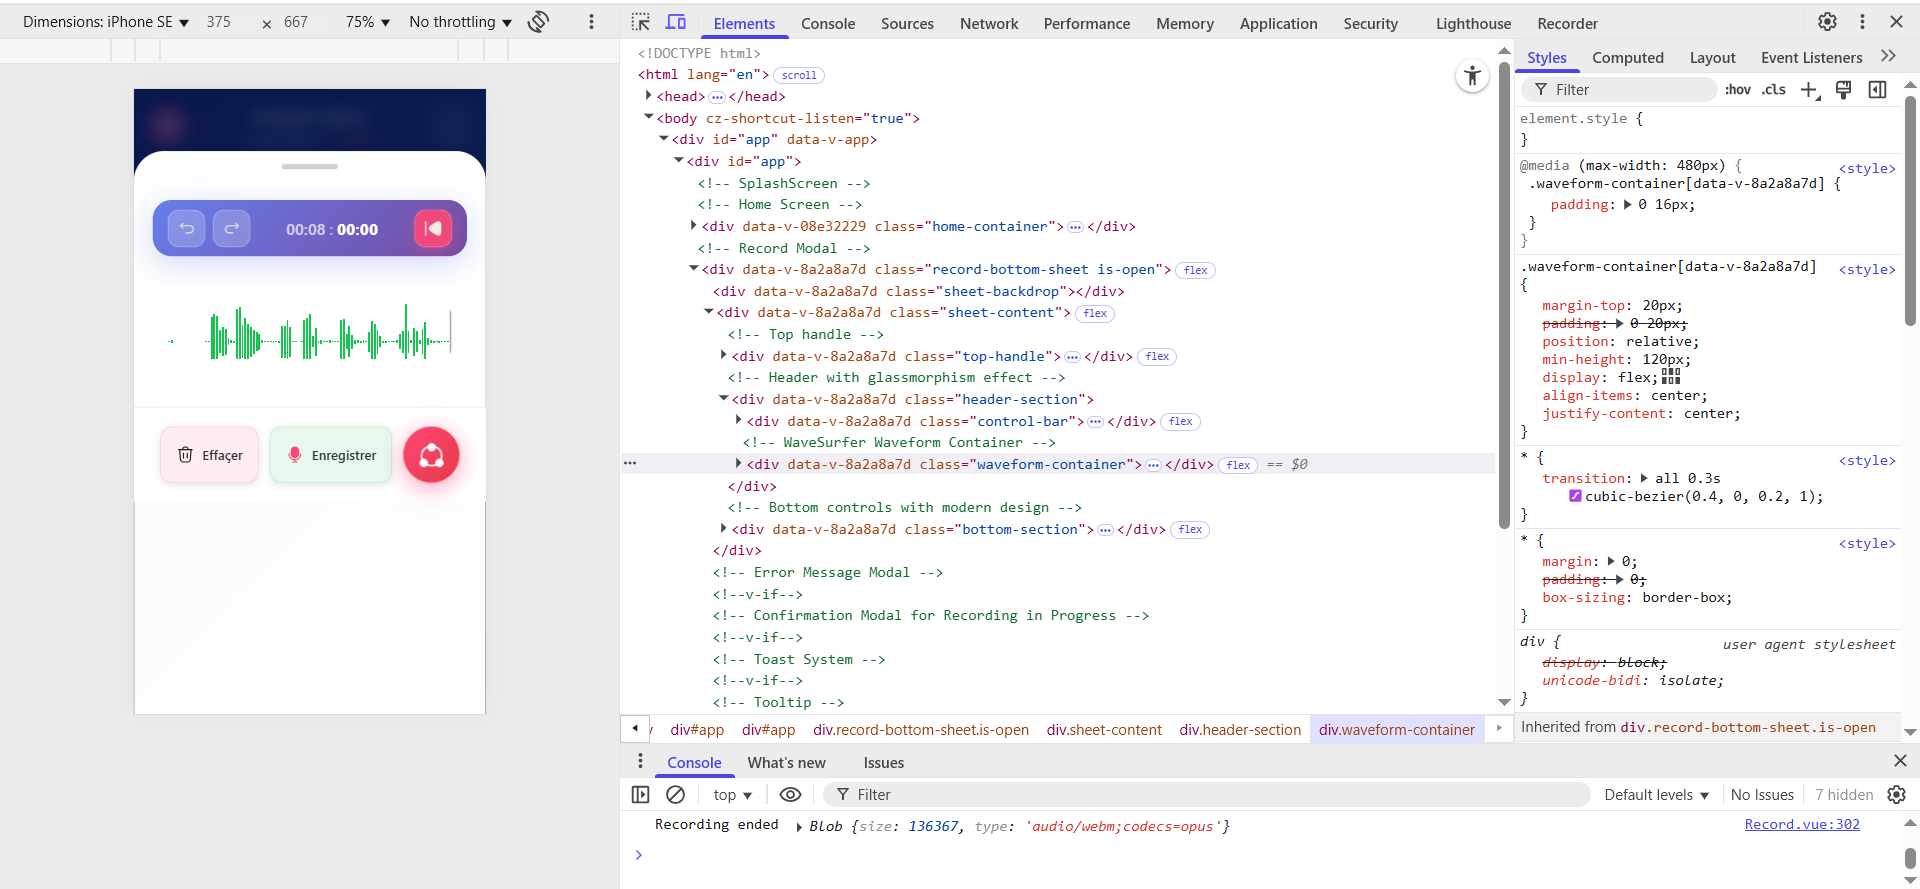 Dimensions: iPhone SE ▼ 375 × 667 75% ▼ No throttling ▼
Elements Console Sources Network Performance Memory Application Security Lighthouse Recorder
00:08 : 00:00
Effaçer
Enregistrer
<!DOCTYPE html>
<html lang="en"> scroll
<head> ··· </head>
<body cz-shortcut-listen="true">
<div id="app" data-v-app>
<div id="app">
<!-- SplashScreen -->
<!-- Home Screen -->
<div data-v-08e32229 class="home-container"> ··· </div>
<!-- Record Modal -->
<div data-v-8a2a8a7d class="record-bottom-sheet is-open"> flex
<div data-v-8a2a8a7d class="sheet-backdrop"></div>
<div data-v-8a2a8a7d class="sheet-content"> flex
<!-- Top handle -->
<div data-v-8a2a8a7d class="top-handle"> ··· </div> flex
<!-- Header with glassmorphism effect -->
<div data-v-8a2a8a7d class="header-section">
<div data-v-8a2a8a7d class="control-bar"> ··· </div> flex
<!-- WaveSurfer Waveform Container -->
··· <div data-v-8a2a8a7d class="waveform-container"> ··· </div> flex == $0
</div>
<!-- Bottom controls with modern design -->
<div data-v-8a2a8a7d class="bottom-section"> ··· </div> flex
</div>
<!-- Error Message Modal -->
<!--v-if-->
<!-- Confirmation Modal for Recording in Progress -->
<!--v-if-->
<!-- Toast System -->
<!--v-if-->
<!-- Tooltip -->
div#app div#app div.record-bottom-sheet.is-open div.sheet-content div.header-section div.waveform-container
Styles Computed Layout Event Listeners
Filter :hov .cls
element.style {
}
@media (max-width: 480px) { <style>
.waveform-container[data-v-8a2a8a7d] {
padding: 0 16px;
}
}
.waveform-container[data-v-8a2a8a7d] <style>
{
margin-top: 20px;
padding: 0 20px;
position: relative;
min-height: 120px;
display: flex;
align-items: center;
justify-content: center;
}
* { <style>
transition: all 0.3s
cubic-bezier(0.4, 0, 0.2, 1);
}
* { <style>
margin: 0;
padding: 0;
box-sizing: border-box;
}
div { user agent stylesheet
display: block;
unicode-bidi: isolate;
}
Inherited from div.record-bottom-sheet.is-open
Console What's new Issues
top ▼ Filter Default levels ▼ No Issues 7 hidden
Recording ended Blob {size: 136367, type: 'audio/webm;codecs=opus'} Record.vue:302